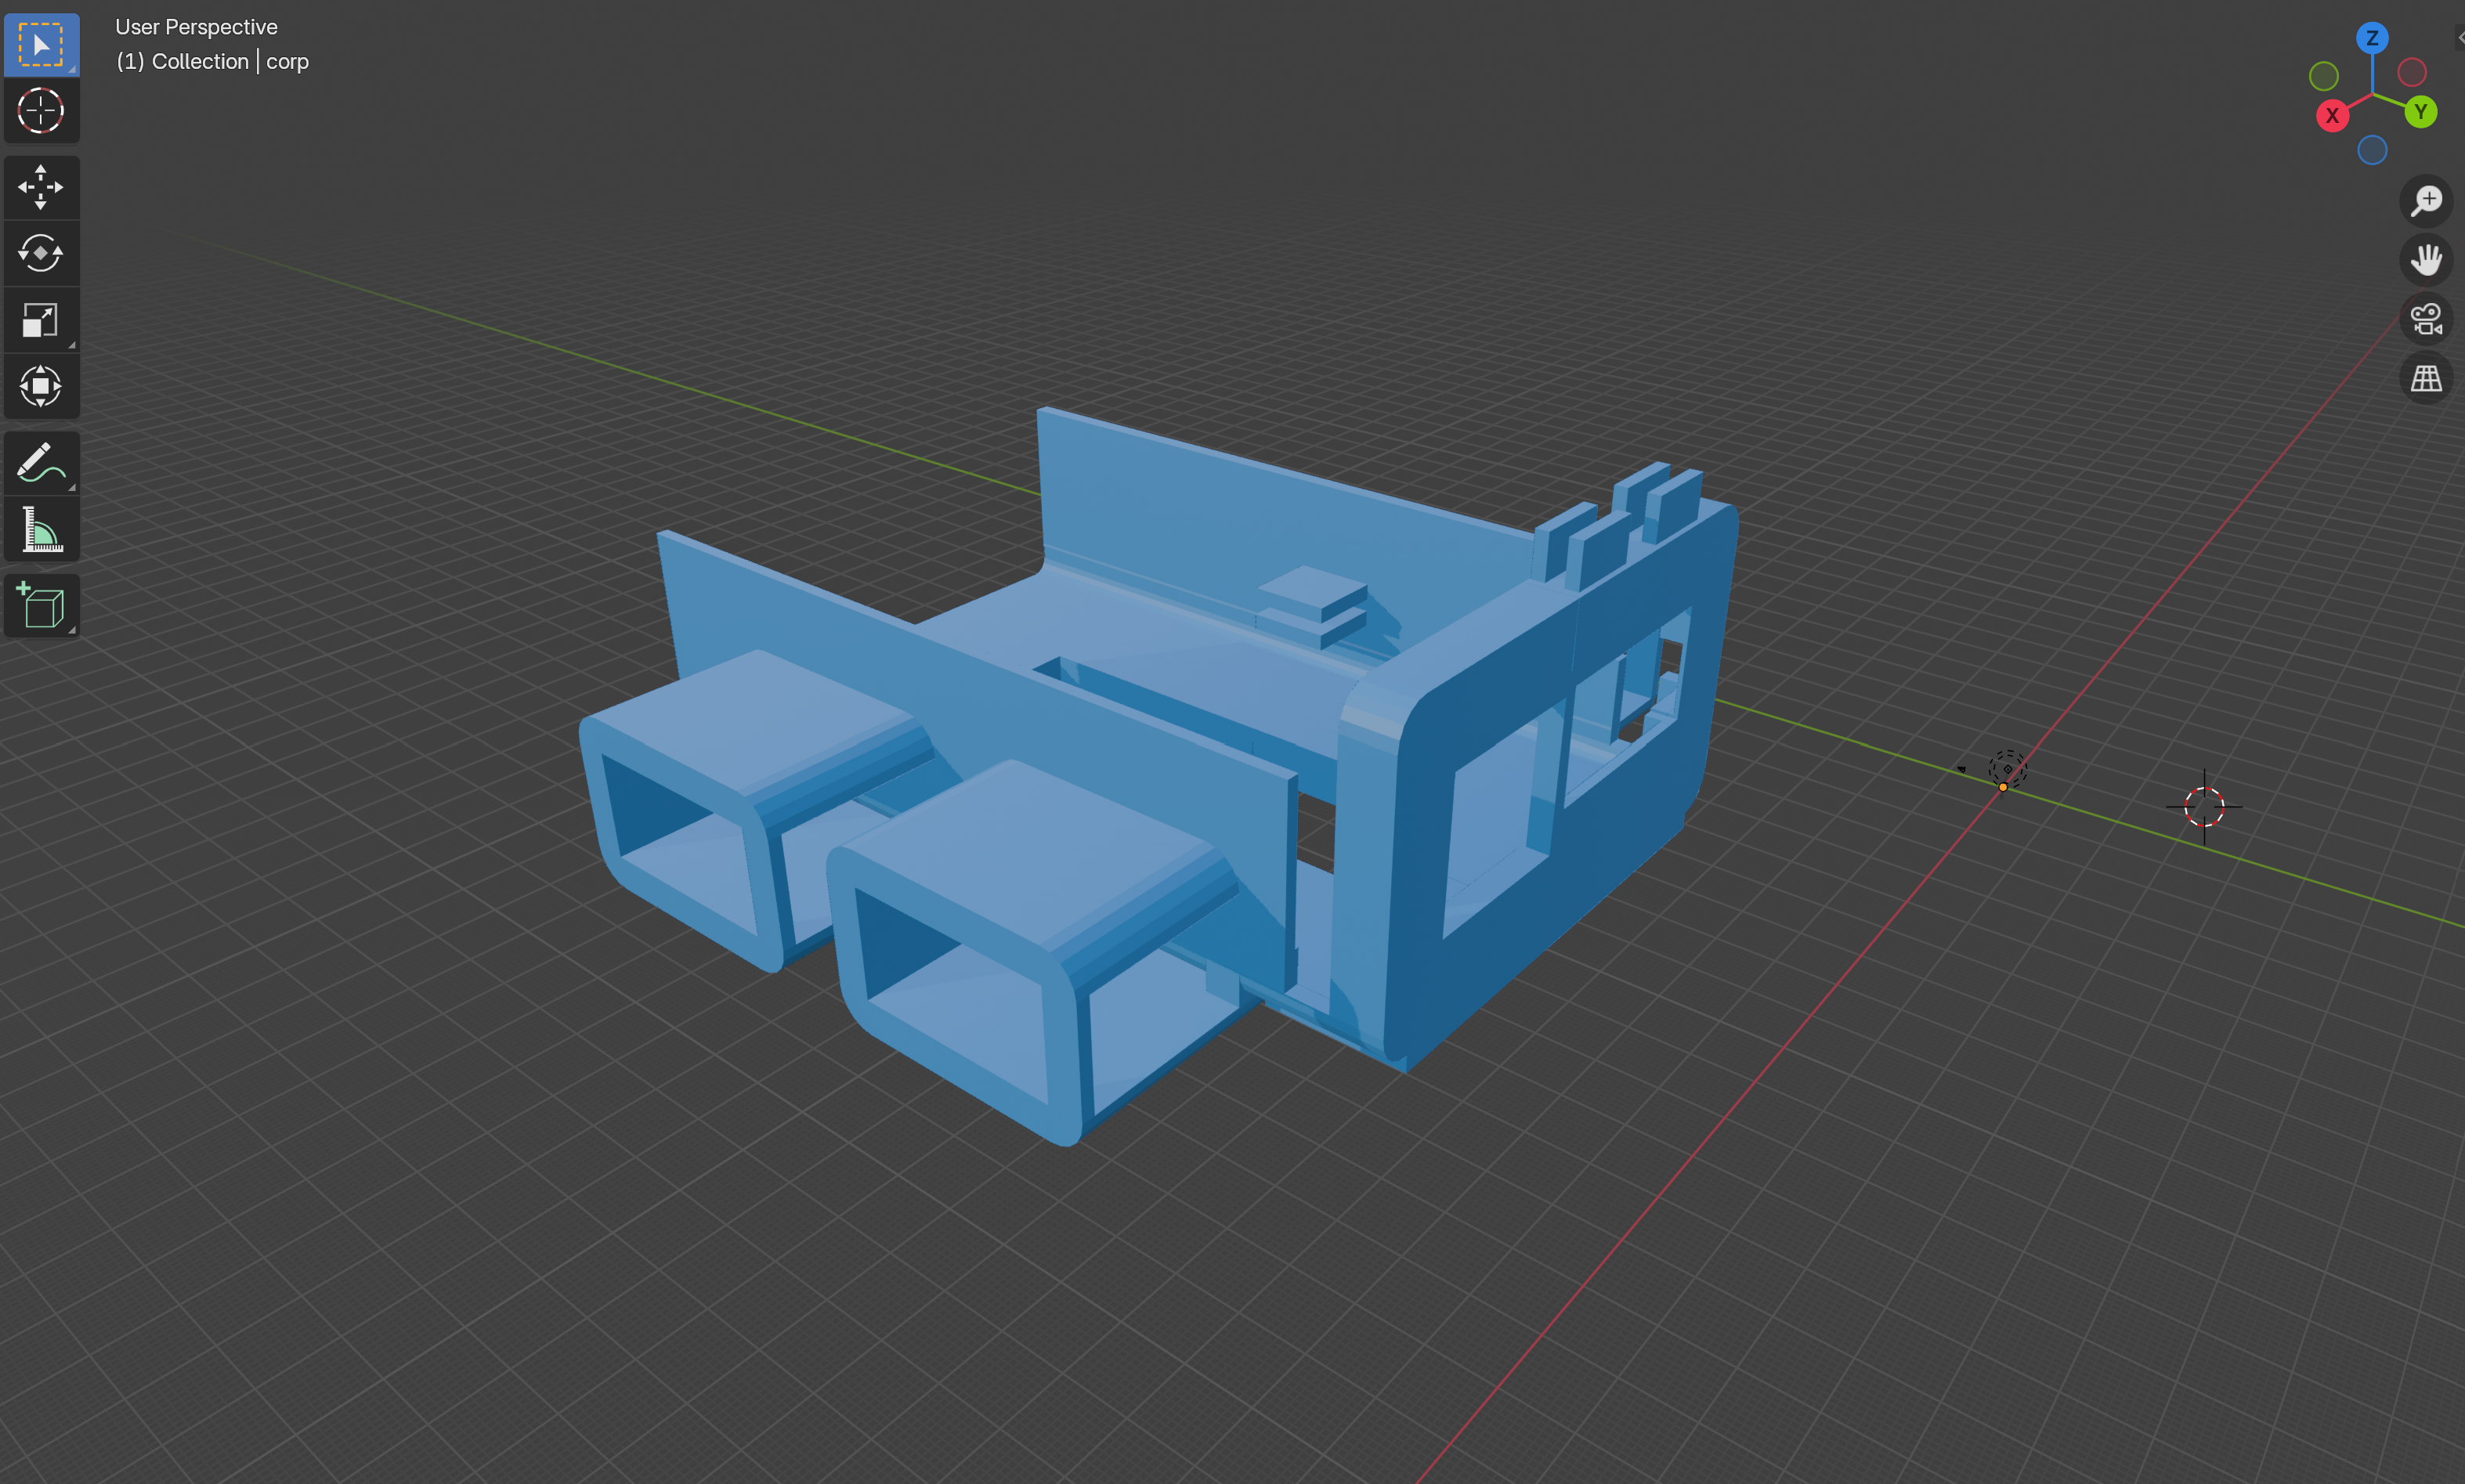 User Perspective
(1) Collection | corp
Z
X
Y